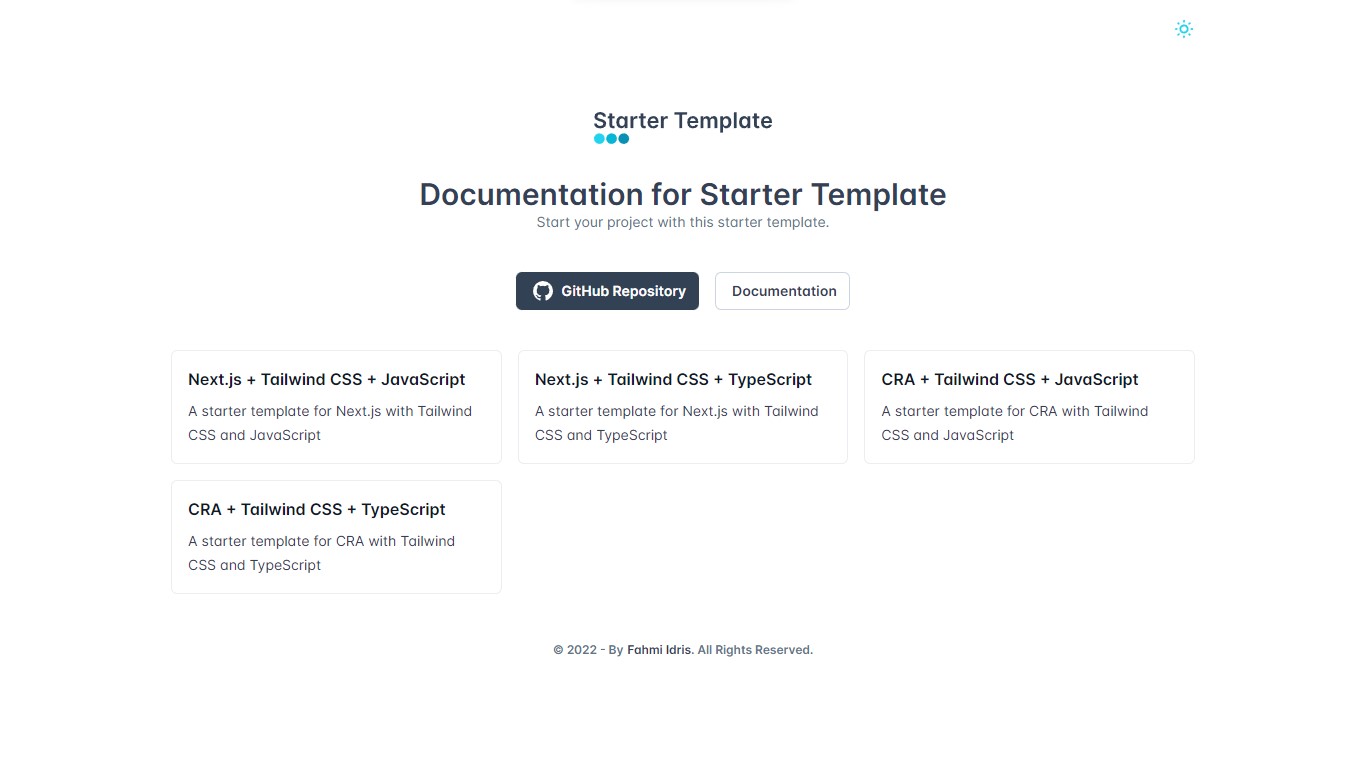 Starter Template
Documentation for Starter Template
Start your project with this starter template.
GitHub Repository
Documentation
Next.js + Tailwind CSS + JavaScript
A starter template for Next.js with Tailwind
CSS and JavaScript
Next.js + Tailwind CSS + TypeScript
A starter template for Next.js with Tailwind
CSS and TypeScript
CRA + Tailwind CSS + JavaScript
A starter template for CRA with Tailwind
CSS and JavaScript
CRA + Tailwind CSS + TypeScript
A starter template for CRA with Tailwind
CSS and TypeScript
© 2022 - By Fahmi Idris. All Rights Reserved.